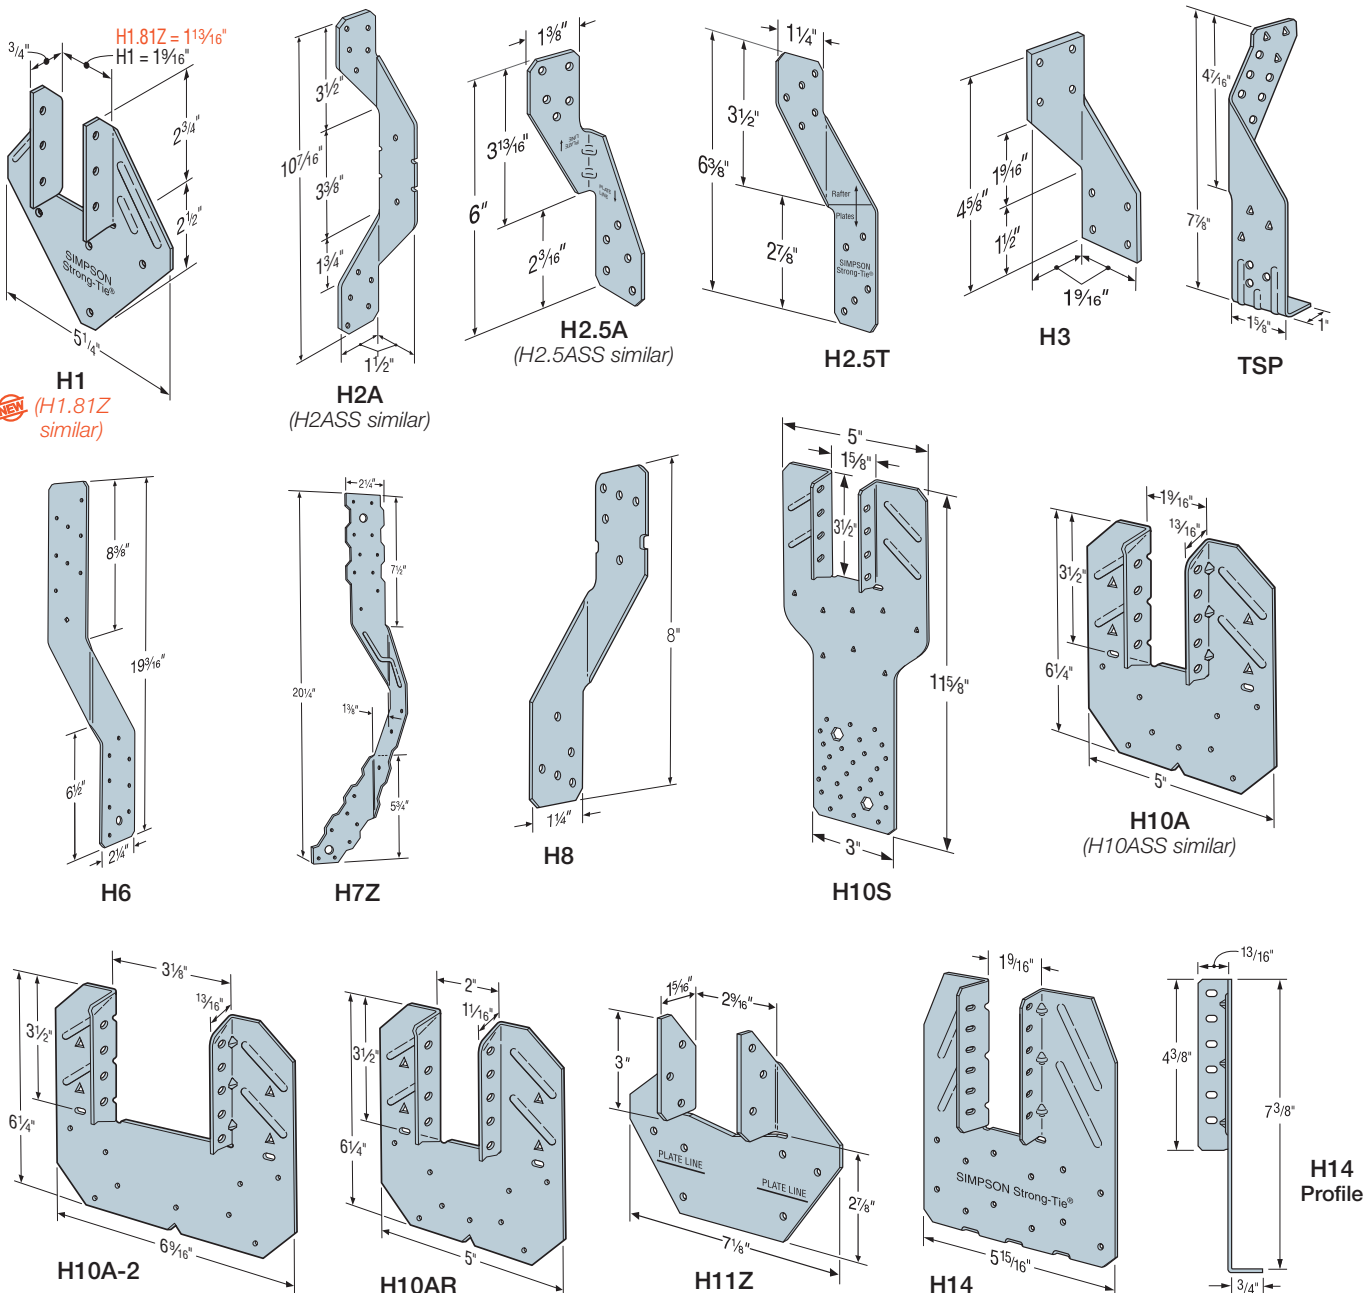 H1.81Z = 1 13/16"
H1 = 1 9/16"
3/4"
2 3/4"
2 1/2"
SIMPSON
Strong-Tie®
5 1/4"
H1
NEW (H1.81Z
similar)
3 1/2"
10 7/16"
3 3/8"
1 3/4"
1 1/2"
H2A
(H2ASS similar)
1 3/8"
3 13/16"
6"
2 3/16"
PLATE
LINE
PLATE
LINE
H2.5A
(H2.5ASS similar)
1 1/4"
3 1/2"
6 3/8"
Rafter
Plates
2 7/8"
SIMPSON
Strong-Tie®
H2.5T
1 9/16"
4 5/8"
1 1/2"
1 9/16"
H3
4 7/16"
7 7/8"
1 5/8"
1"
TSP
8 3/8"
19 3/16"
6 1/2"
2 1/4"
H6
2 1/4"
7 1/2"
20 1/4"
1 3/8"
5 3/4"
H7Z
8"
1 1/4"
H8
5"
1 5/8"
3 1/2"
11 5/8"
3"
H10S
1 9/16"
13/16"
3 1/2"
6 1/4"
5"
H10A
(H10ASS similar)
3 1/8"
13/16"
3 1/2"
6 1/4"
6 9/16"
H10A-2
2"
1 1/16"
3 1/2"
6 1/4"
5"
H10AR
1 5/16"
2 9/16"
3"
PLATE LINE
PLATE LINE
2 7/8"
7 1/8"
H11Z
1 9/16"
SIMPSON Strong-Tie®
5 15/16"
H14
13/16"
4 3/8"
7 3/8"
3/4"
H14
Profile